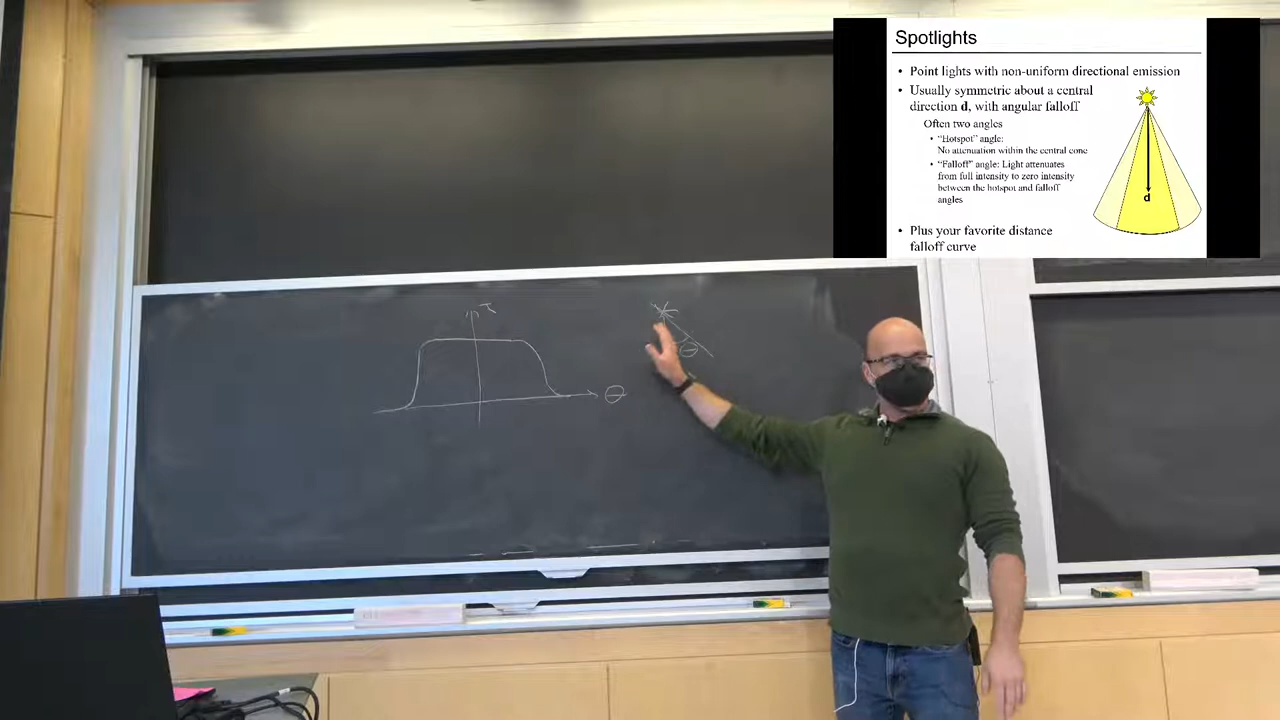 Spotlights
• Point lights with non-uniform directional emission
• Usually symmetric about a central
direction d, with angular falloff
Often two angles
• "Hotspot" angle:
No attenuation within the central cone
• "Falloff" angle: Light attenuates
from full intensity to zero intensity
between the hotspot and falloff
angles
d
• Plus your favorite distance
falloff curve
I
θ
θ